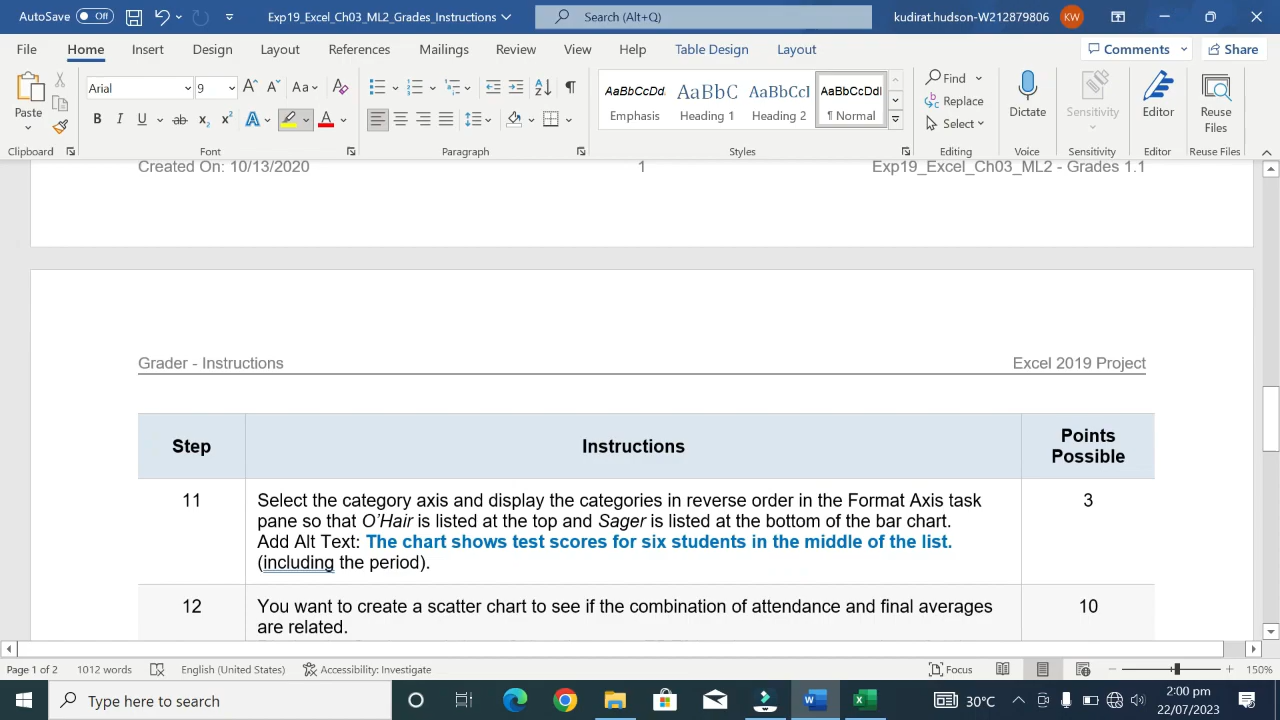 AutoSave Off Exp19_Excel_Ch03_ML2_Grades_Instructions Search (Alt+Q) kudirat.hudson-W212879806 KW
File Home Insert Design Layout References Mailings Review View Help Table Design Layout Comments Share
Paste
Clipboard
Arial 9
Font
Paragraph
AaBbCcDd AaBbC AaBbCcI AaBbCcDdI
Emphasis Heading 1 Heading 2 ¶ Normal
Styles
Find
Replace
Select
Editing
Dictate
Voice
Sensitivity
Sensitivity
Editor
Editor
Reuse Files
Reuse Files
Created On: 10/13/2020 1 Exp19_Excel_Ch03_ML2 - Grades 1.1
Grader - Instructions Excel 2019 Project
Step Instructions Points Possible
11 Select the category axis and display the categories in reverse order in the Format Axis task 3
pane so that O'Hair is listed at the top and Sager is listed at the bottom of the bar chart.
Add Alt Text: The chart shows test scores for six students in the middle of the list.
(including the period).
12 You want to create a scatter chart to see if the combination of attendance and final averages 10
are related.
Page 1 of 2 1012 words English (United States) Accessibility: Investigate Focus 150%
Type here to search 30°C 2:00 pm
22/07/2023